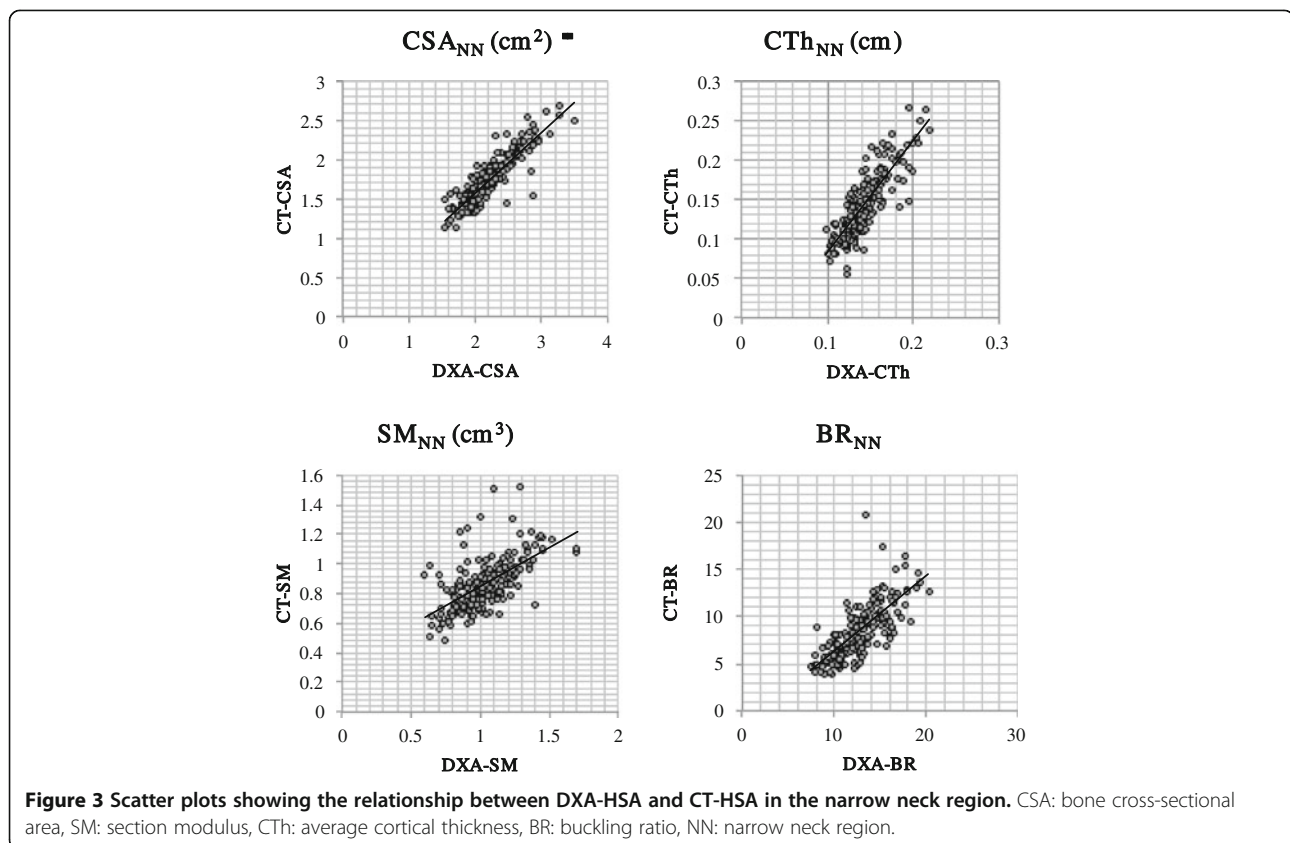 CSA_NN (cm²)
CTh_NN (cm)
3
2.5
2
1.5
1
0.5
0
CT-CSA
0 1 2 3 4
DXA-CSA
0.3
0.25
0.2
0.15
0.1
0.05
0
CT-CTh
0 0.1 0.2 0.3
DXA-CTh
SM_NN (cm³)
BR_NN
1.6
1.4
1.2
1
0.8
0.6
0.4
0.2
0
CT-SM
0 0.5 1 1.5 2
DXA-SM
25
20
15
10
5
0
CT-BR
0 10 20 30
DXA-BR
Figure 3 Scatter plots showing the relationship between DXA-HSA and CT-HSA in the narrow neck region. CSA: bone cross-sectional
area, SM: section modulus, CTh: average cortical thickness, BR: buckling ratio, NN: narrow neck region.